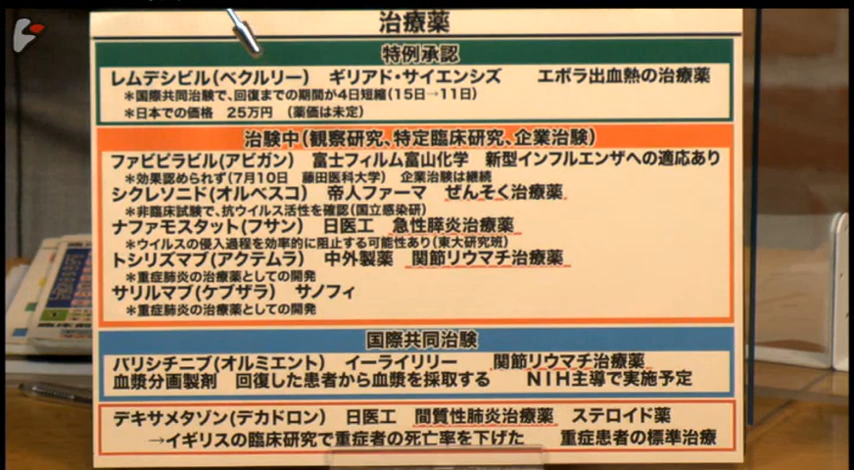 治療薬
特例承認
レムデシビル(ベクルリー) ギリアド・サイエンシズ エボラ出血熱の治療薬
*国際共同治験で、回復までの期間が4日短縮(15日→11日)
*日本での価格 25万円 (薬価は未定)
治験中(観察研究、特定臨床研究、企業治験)
ファビピラビル(アビガン) 富士フィルム富山化学 新型インフルエンザへの適応あり
*効果認められず(7月10日 藤田医科大学) 企業治験は継続
シクレソニド(オルベスコ) 帝人ファーマ ぜんそく治療薬
*非臨床試験で、抗ウイルス活性を確認(国立感染研)
ナファモスタット(フサン) 日医工 急性膵炎治療薬
*ウイルスの侵入過程を効率的に阻止する可能性あり(東大研究班)
トシリズマブ(アクテムラ) 中外製薬 関節リウマチ治療薬
*重症肺炎の治療薬としての開発
サリルマブ(ケブザラ) サノフィ
*重症肺炎の治療薬としての開発
国際共同治験
バリシチニブ(オルミエント) イーライリリー 関節リウマチ治療薬
血漿分画製剤 回復した患者から血漿を採取する NIH主導で実施予定
デキサメタゾン(デカドロン) 日医工 間質性肺炎治療薬 ステロイド薬
→イギリスの臨床研究で重症者の死亡率を下げた 重症患者の標準治療